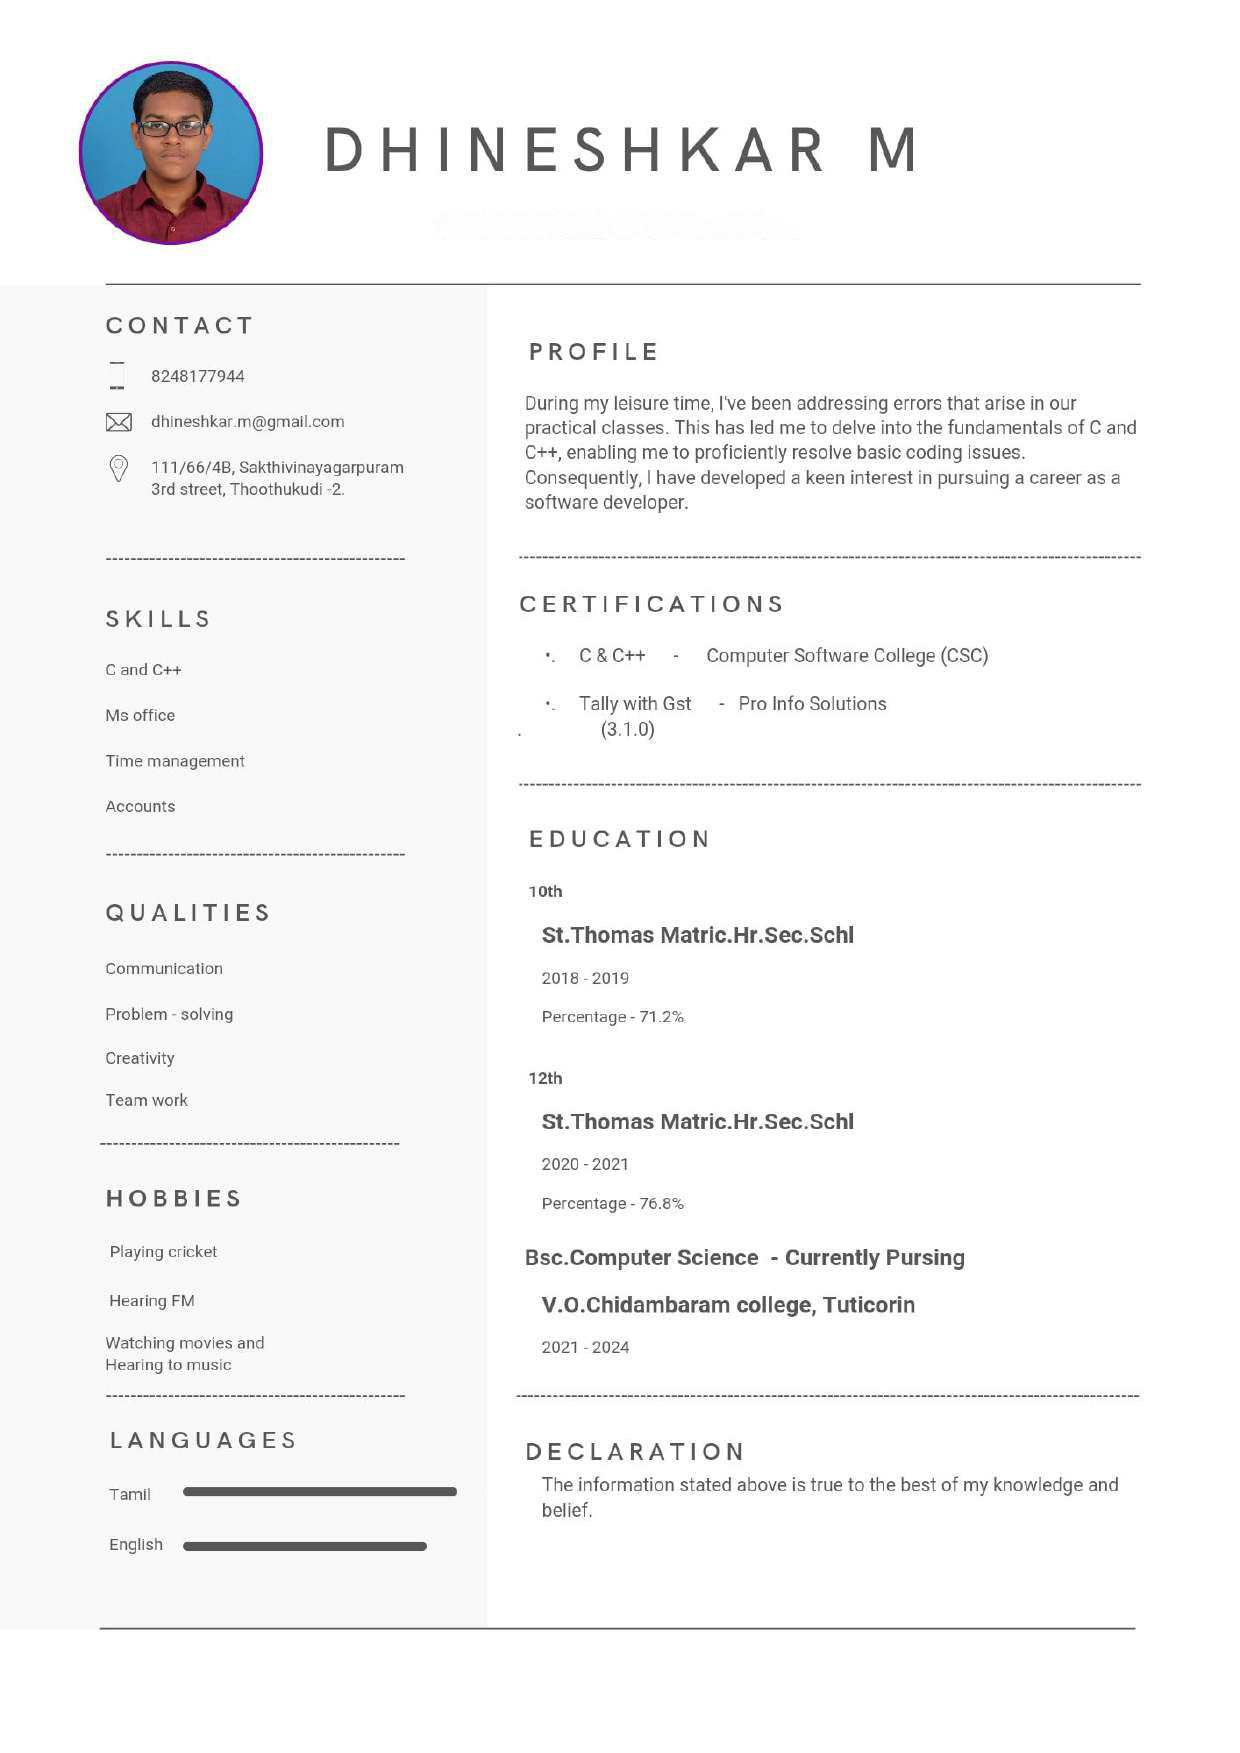 DHINESHKAR M
CONTACT
8248177944
dhineshkar.m@gmail.com
111/66/4B, Sakthivinayagarpuram
3rd street, Thoothukudi -2.
SKILLS
C and C++
Ms office
Time management
Accounts
QUALITIES
Communication
Problem - solving
Creativity
Team work
HOBBIES
Playing cricket
Hearing FM
Watching movies and
Hearing to music
LANGUAGES
Tamil
English
PROFILE
During my leisure time, I've been addressing errors that arise in our
practical classes. This has led me to delve into the fundamentals of C and
C++, enabling me to proficiently resolve basic coding issues.
Consequently, I have developed a keen interest in pursuing a career as a
software developer.
CERTIFICATIONS
•. C & C++ - Computer Software College (CSC)
•. Tally with Gst - Pro Info Solutions
. (3.1.0)
EDUCATION
10th
St.Thomas Matric.Hr.Sec.Schl
2018 - 2019
Percentage - 71.2%
12th
St.Thomas Matric.Hr.Sec.Schl
2020 - 2021
Percentage - 76.8%
Bsc.Computer Science - Currently Pursing
V.O.Chidambaram college, Tuticorin
2021 - 2024
DECLARATION
The information stated above is true to the best of my knowledge and
belief.